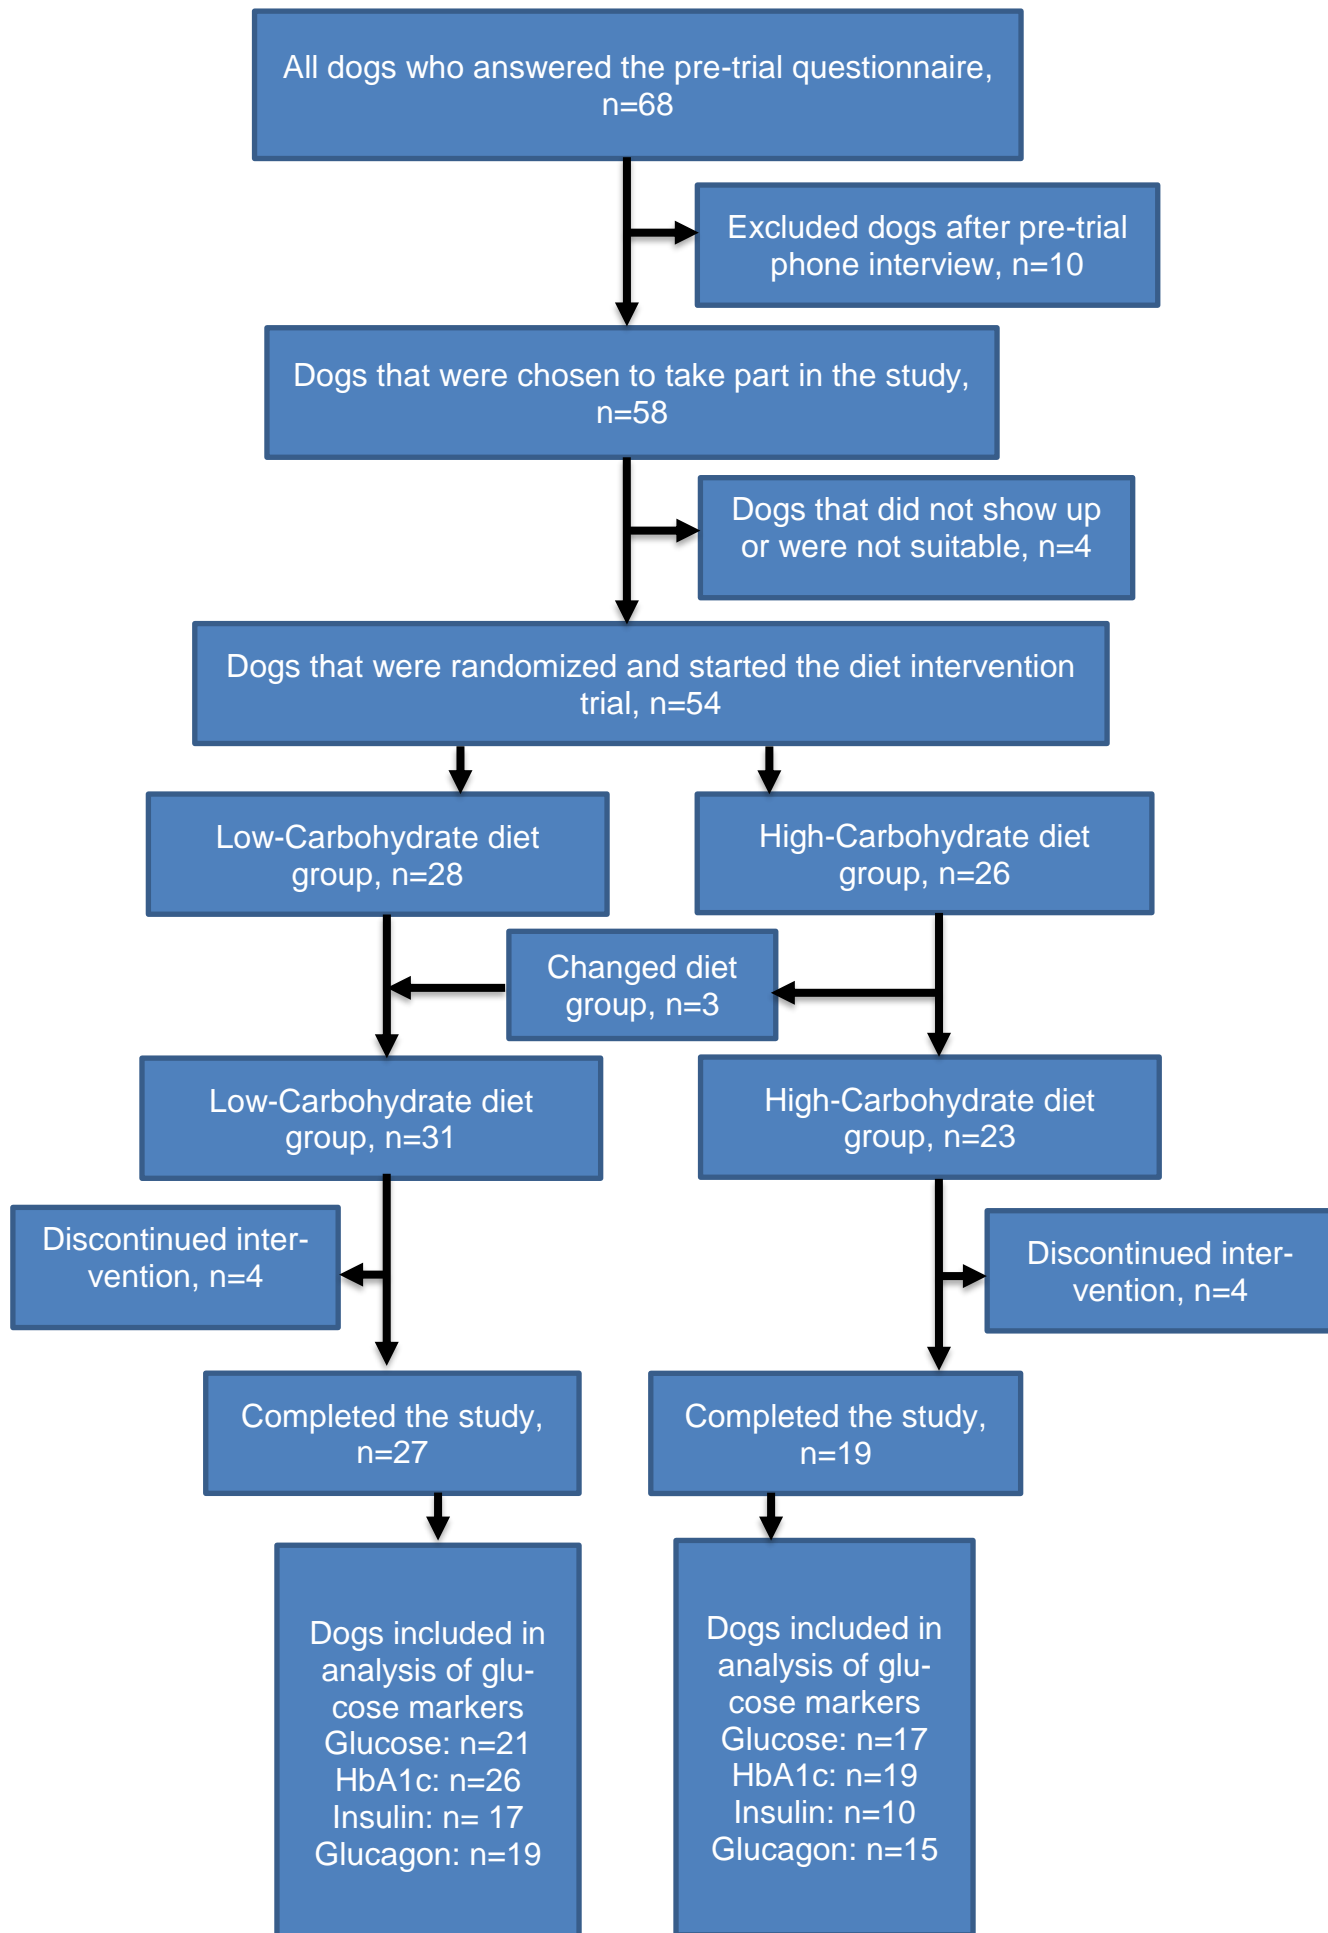 All dogs who answered the pre-trial questionnaire,
n=68
Excluded dogs after pre-trial
phone interview, n=10
Dogs that were chosen to take part in the study,
n=58
Dogs that did not show up
or were not suitable, n=4
Dogs that were randomized and started the diet intervention
trial, n=54
Low-Carbohydrate diet
group, n=28
High-Carbohydrate diet
group, n=26
Changed diet
group, n=3
Low-Carbohydrate diet
group, n=31
High-Carbohydrate diet
group, n=23
Discontinued inter-
vention, n=4
Discontinued inter-
vention, n=4
Completed the study,
n=27
Completed the study,
n=19
Dogs included in
analysis of glu-
cose markers
Glucose: n=21
HbA1c: n=26
Insulin: n= 17
Glucagon: n=19
Dogs included in
analysis of glu-
cose markers
Glucose: n=17
HbA1c: n=19
Insulin: n=10
Glucagon: n=15